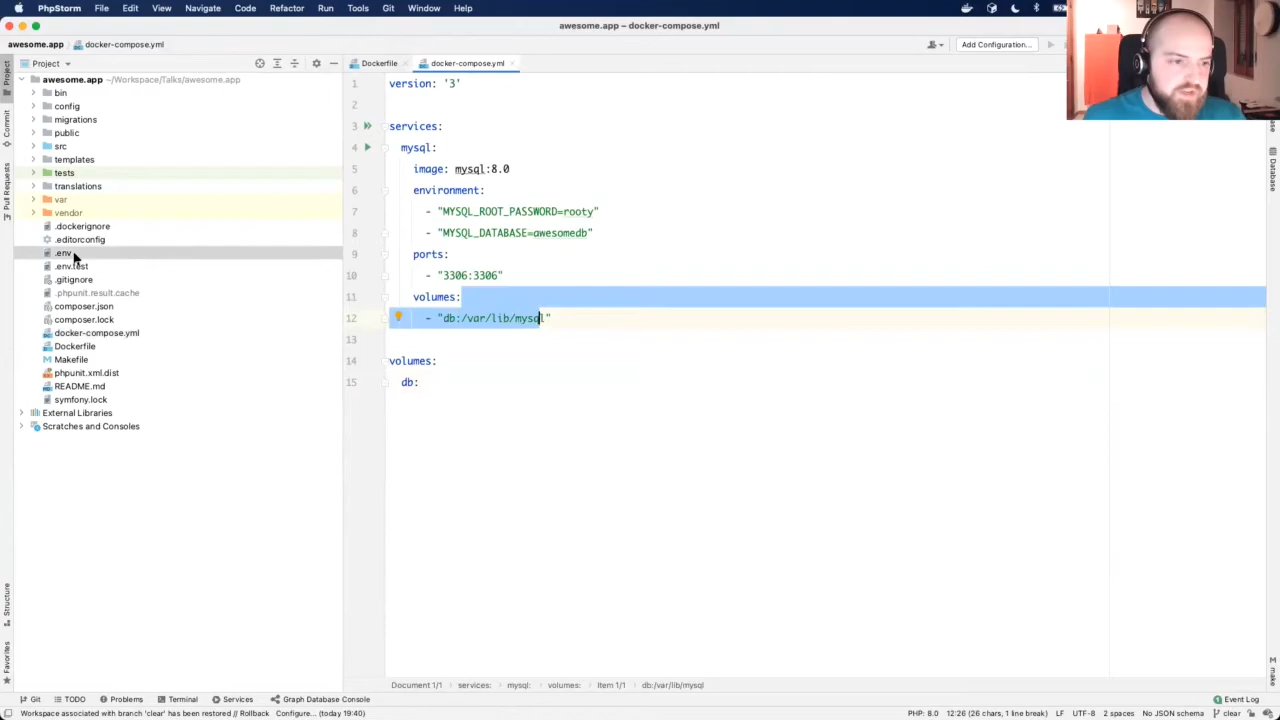 PhpStorm File Edit View Navigate Code Refactor Run Tools Git Window Help
awesome.app – docker-compose.yml
awesome.app docker-compose.yml
Add Configuration...
Project
Dockerfile
docker-compose.yml
awesome.app ~/Workspace/Talks/awesome.app
bin
config
migrations
public
src
templates
tests
translations
var
vendor
.dockerignore
.editorconfig
.env
.env.test
.gitignore
.phpunit.result.cache
composer.json
composer.lock
docker-compose.yml
Dockerfile
Makefile
phpunit.xml.dist
README.md
symfony.lock
External Libraries
Scratches and Consoles
1 version: '3'
2
3 services:
4 mysql:
5 image: mysql:8.0
6 environment:
7 - "MYSQL_ROOT_PASSWORD=rooty"
8 - "MYSQL_DATABASE=awesomedb"
9 ports:
10 - "3306:3306"
11 volumes:
12 - "db:/var/lib/mysql"
13
14 volumes:
15 db:
Project
Commit
Pull Requests
Structure
Favorites
Database
make
Document 1/1 services: mysql: volumes: Item 1/1 db:/var/lib/mysql
Git TODO Problems Terminal Services Graph Database Console
Event Log
Workspace associated with branch 'clear' has been restored // Rollback Configure... (today 19:40)
PHP: 8.0 12:26 (26 chars, 1 line break) LF UTF-8 2 spaces No JSON schema clear